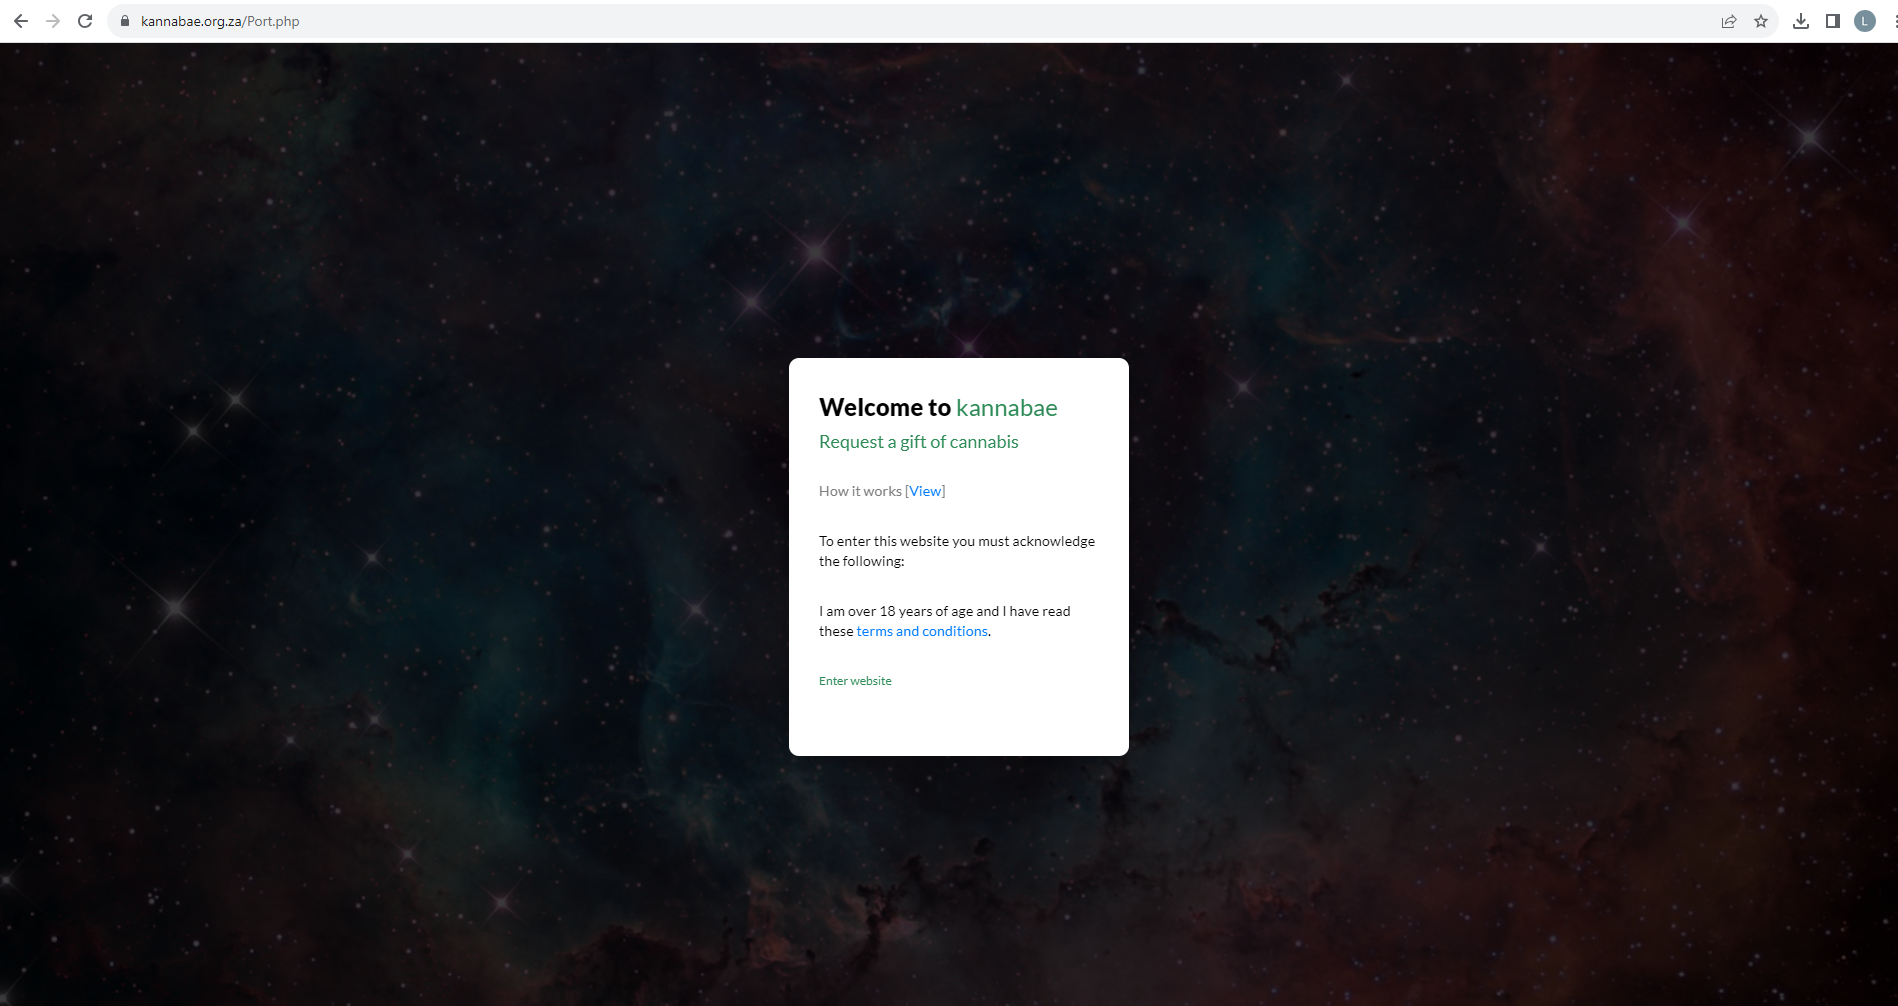 kannabae.org.za/Port.php
L
Welcome to kannabae
Request a gift of cannabis
How it works [View]
To enter this website you must acknowledge
the following:
I am over 18 years of age and I have read
these terms and conditions.
Enter website